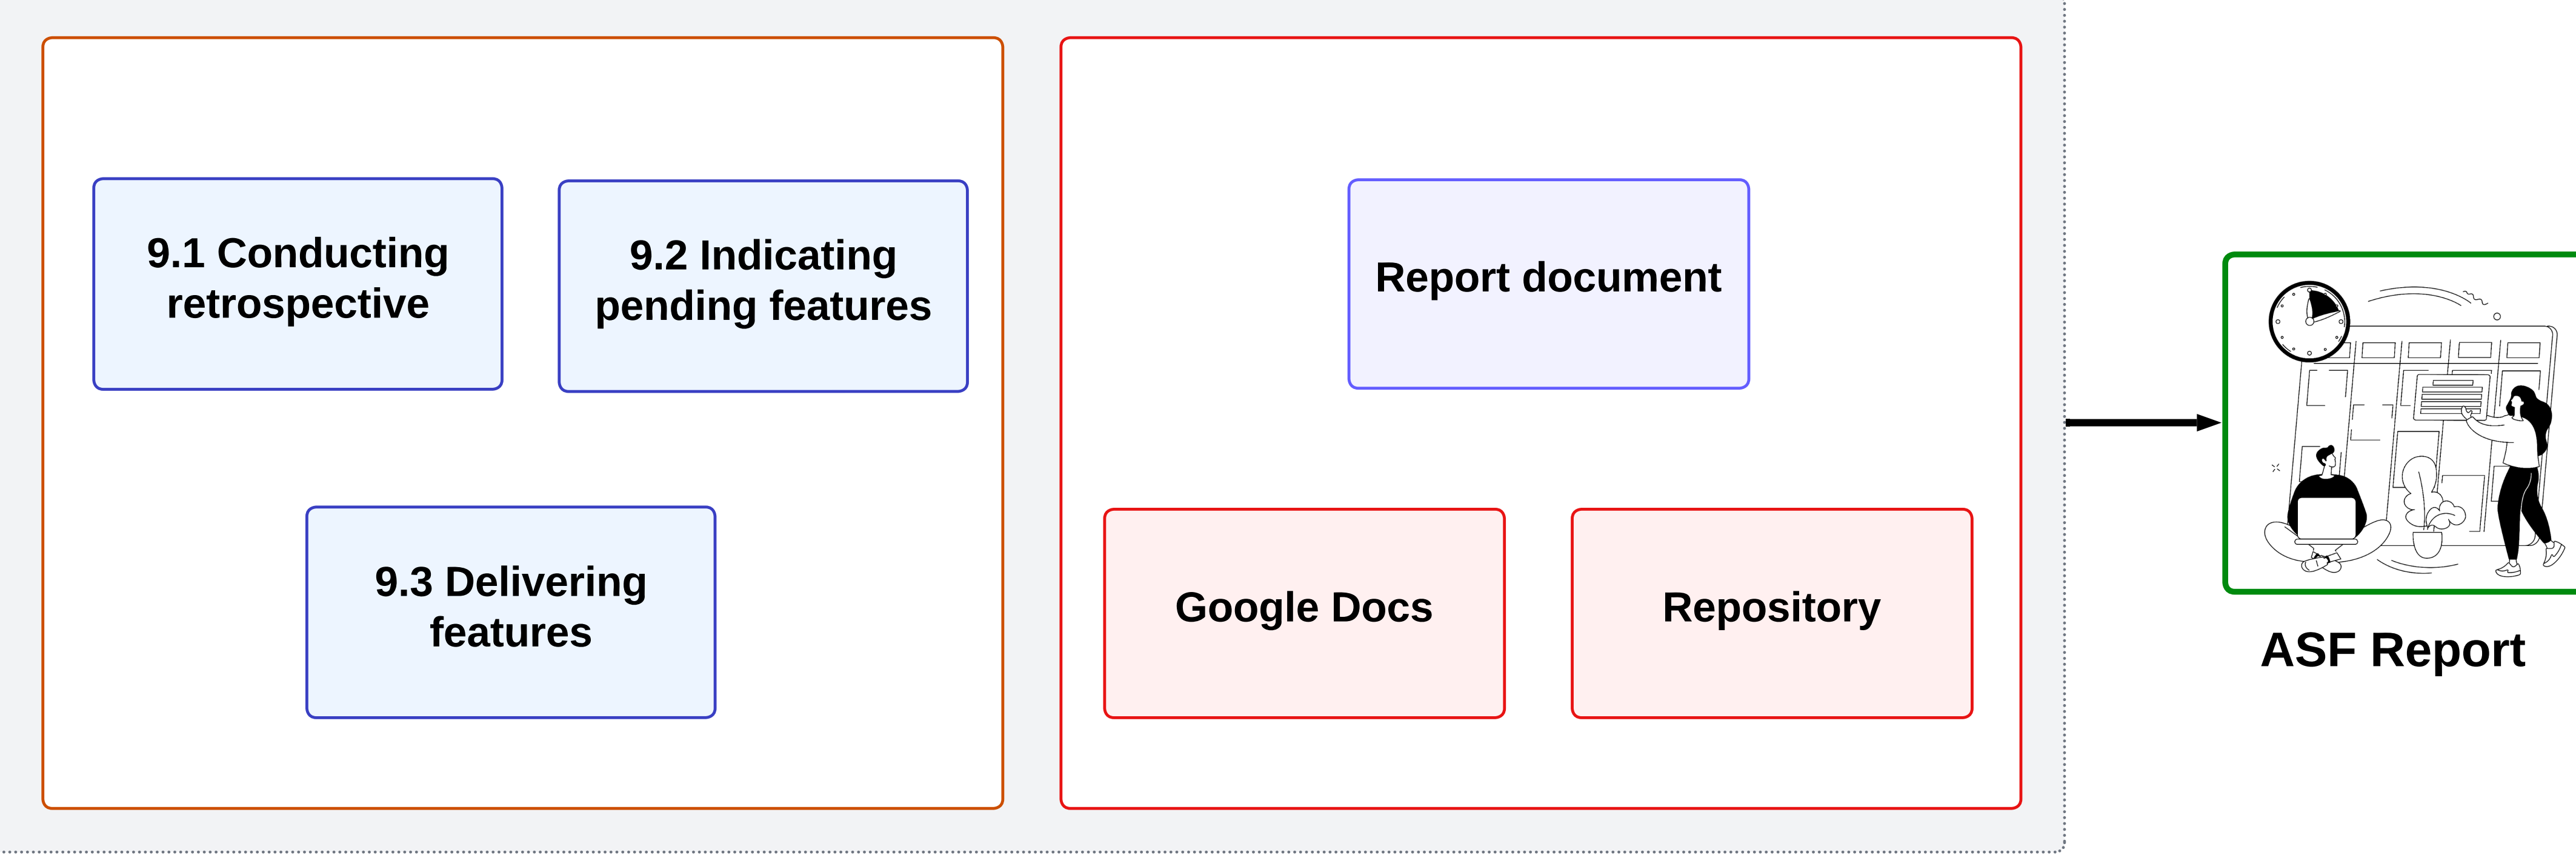 9.1 Conducting
retrospective
9.2 Indicating
pending features
9.3 Delivering
features
Report document
Google Docs
Repository
ASF Report